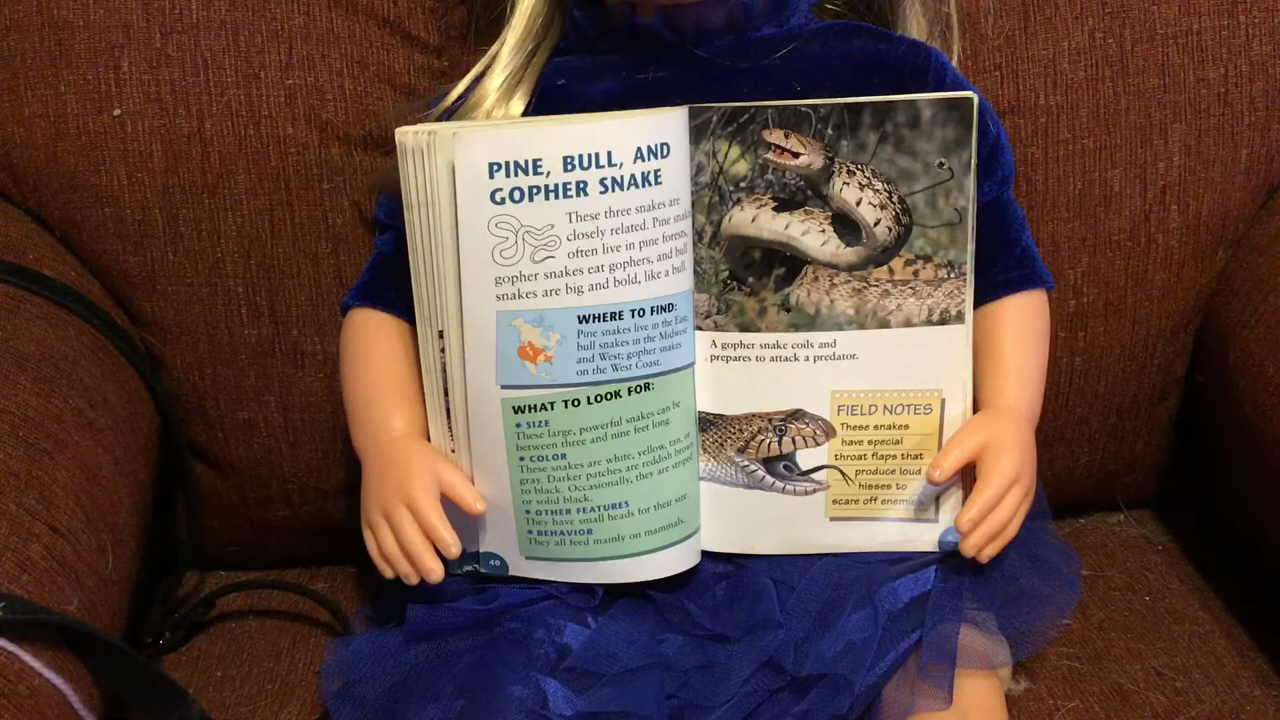 PINE, BULL, AND
GOPHER SNAKE
These three snakes are
closely related. Pine snakes
often live in pine forests,
gopher snakes eat gophers, and bull
snakes are big and bold, like a bull.
WHERE TO FIND:
Pine snakes live in the East;
bull snakes in the Midwest
and West; gopher snakes
on the West Coast.
WHAT TO LOOK FOR:
* SIZE
These large, powerful snakes can be
between three and nine feet long.
* COLOR
These snakes are white, yellow, tan, or
gray. Darker patches are reddish brown
to black. Occasionally, they are striped
or solid black.
* OTHER FEATURES
They have small heads for their size.
* BEHAVIOR
They all feed mainly on mammals.
40
A gopher snake coils and
prepares to attack a predator.
FIELD NOTES
These snakes
have special
throat flaps that
produce loud
hisses to
scare off enemies